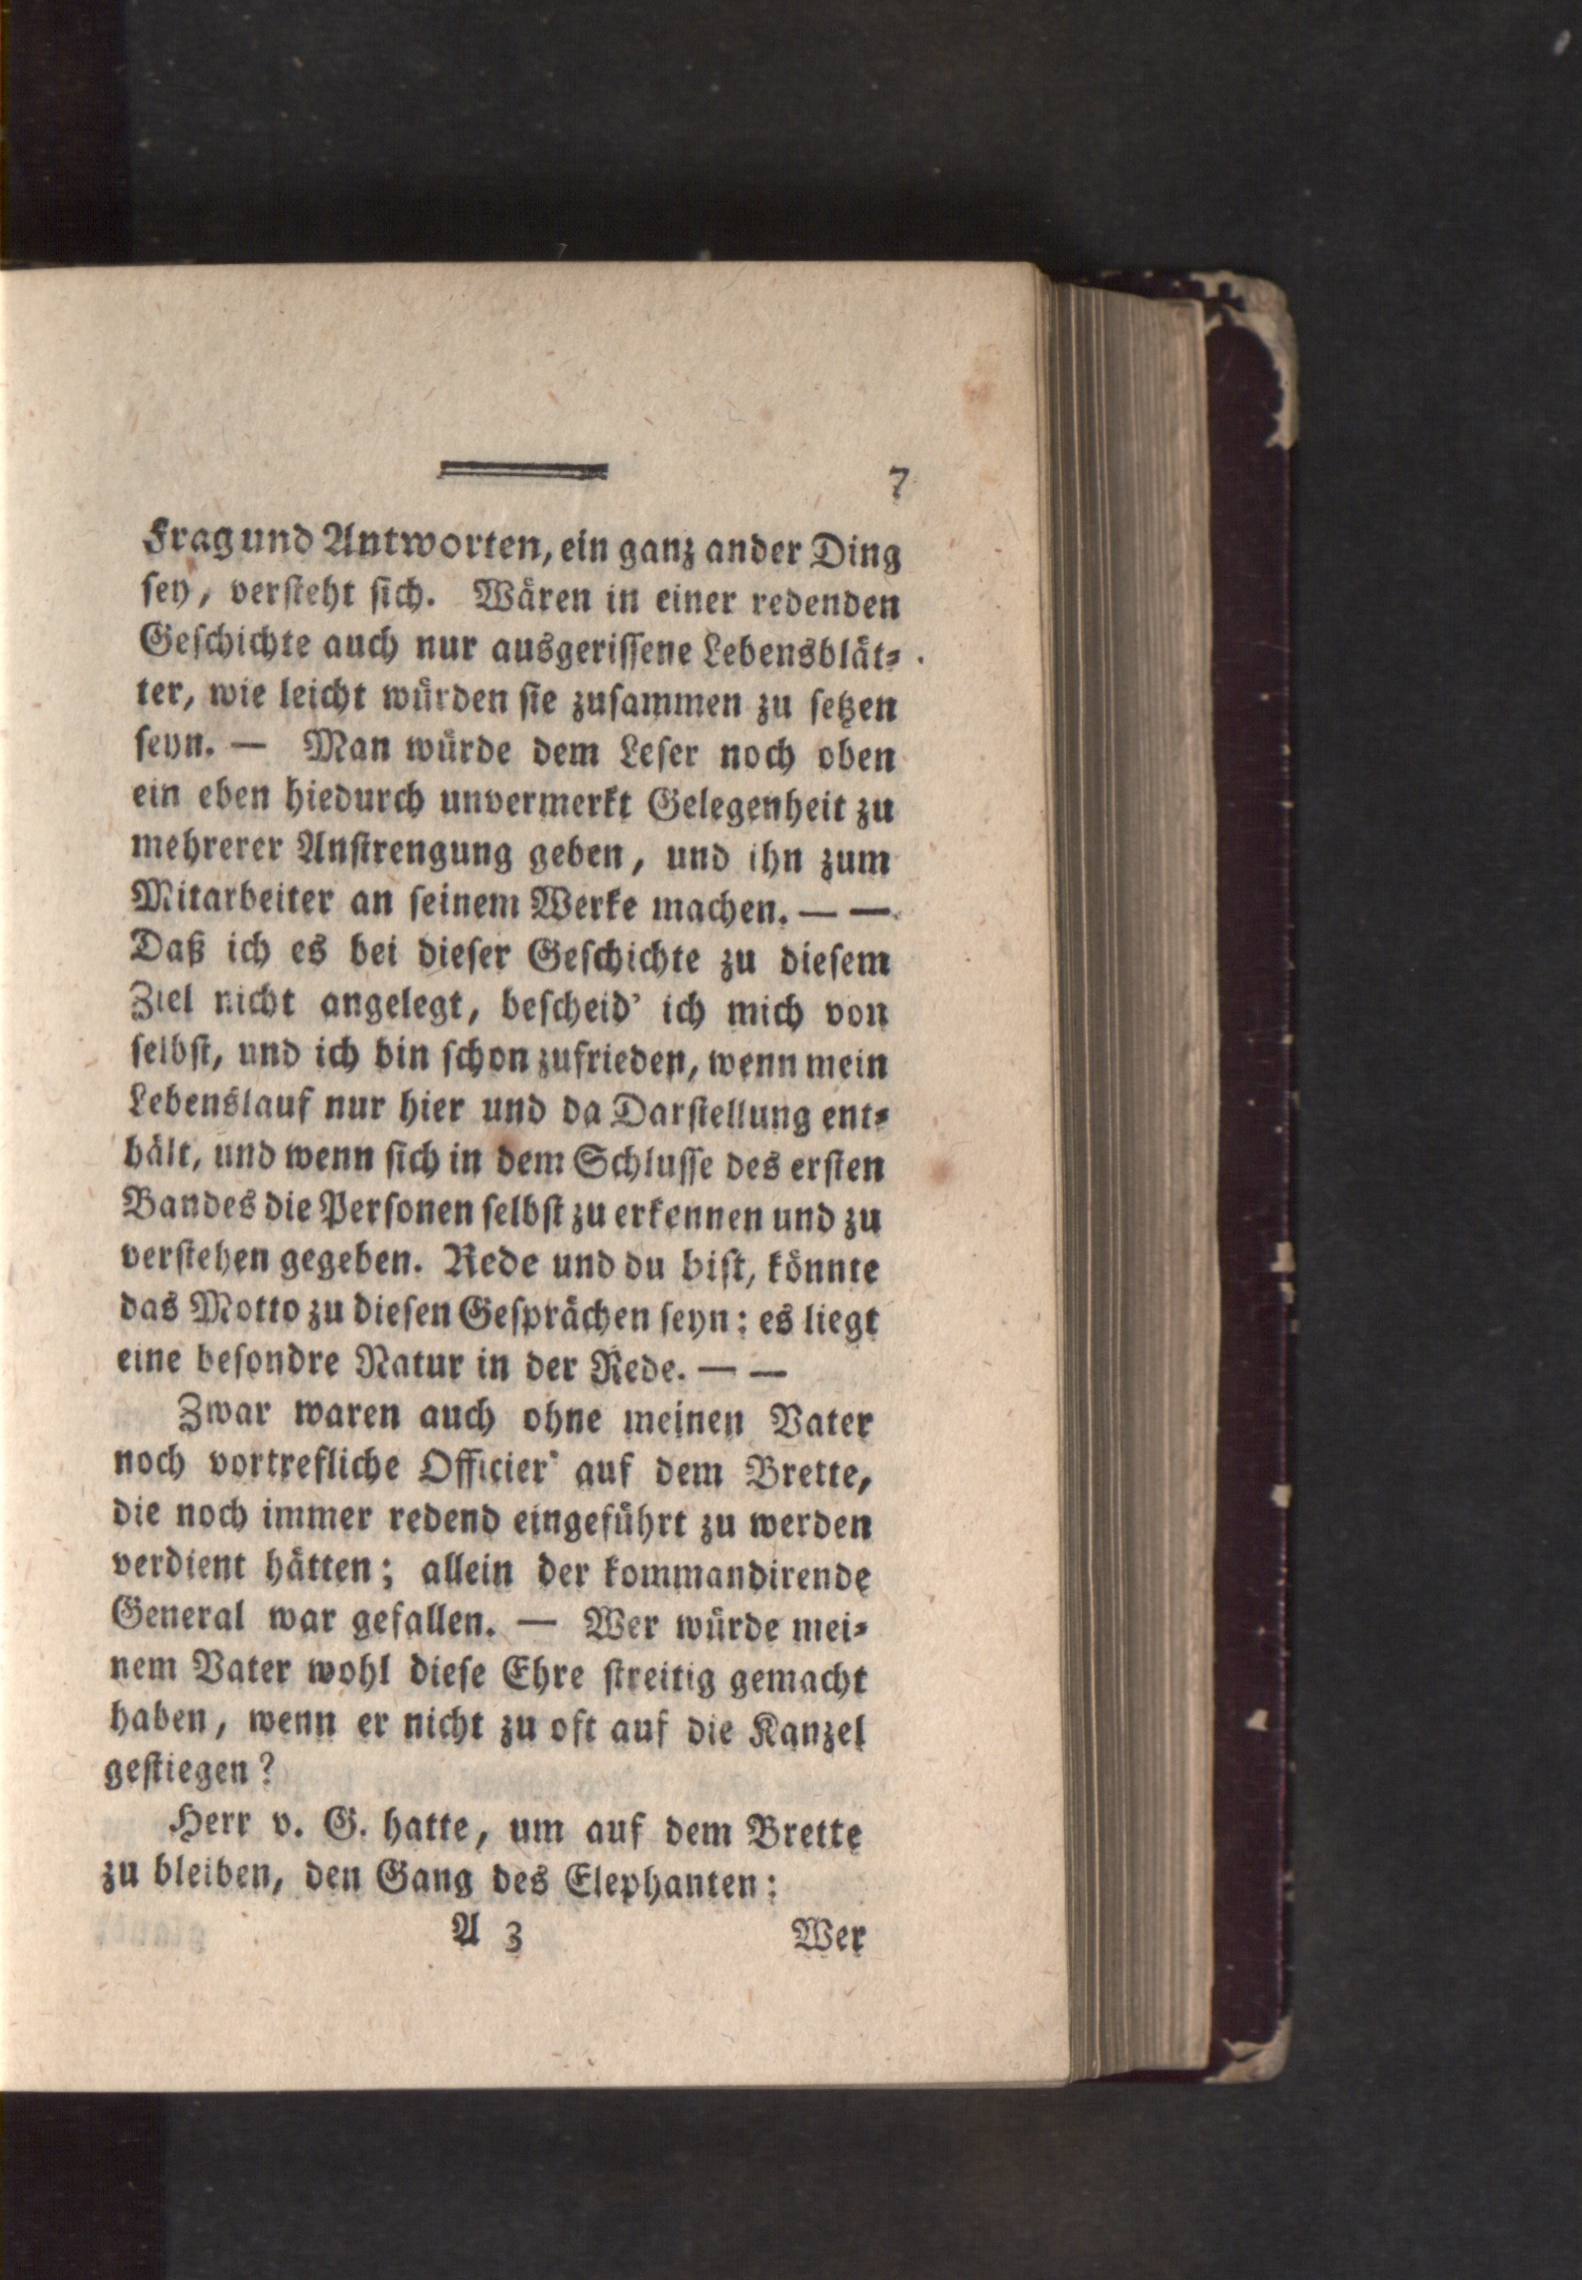 7
Frag und Antworten, ein ganz ander Ding
sey, versteht sich. Wären in einer redenden
Geschichte auch nur ausgerissene Lebensblät-
ter, wie leicht würden sie zusammen zu setzen
seyn. — Man würde dem Leser noch oben
ein eben hiedurch unvermerkt Gelegenheit zu
mehrerer Anstrengung geben, und ihn zum
Mitarbeiter an seinem Werke machen. — —
Daß ich es bei dieser Geschichte zu diesem
Ziel nicht angelegt, bescheid' ich mich von
selbst, und ich bin schon zufrieden, wenn mein
Lebenslauf nur hier und da Darstellung ent-
hält, und wenn sich in dem Schlusse des ersten
Bandes die Personen selbst zu erkennen und zu
verstehen gegeben. Rede und du bist, könnte
das Motto zu diesen Gesprächen seyn: es liegt
eine besondre Natur in der Rede. — —
Zwar waren auch ohne meinen Vater
noch vortrefliche Officier' auf dem Brette,
die noch immer redend eingeführt zu werden
verdient hätten; allein der kommandirende
General war gefallen. — Wer würde mei-
nem Vater wohl diese Ehre streitig gemacht
haben, wenn er nicht zu oft auf die Kanzel
gestiegen?
Herr v. G. hatte, um auf dem Brette
zu bleiben, den Gang des Elephanten:
A 3 Wer